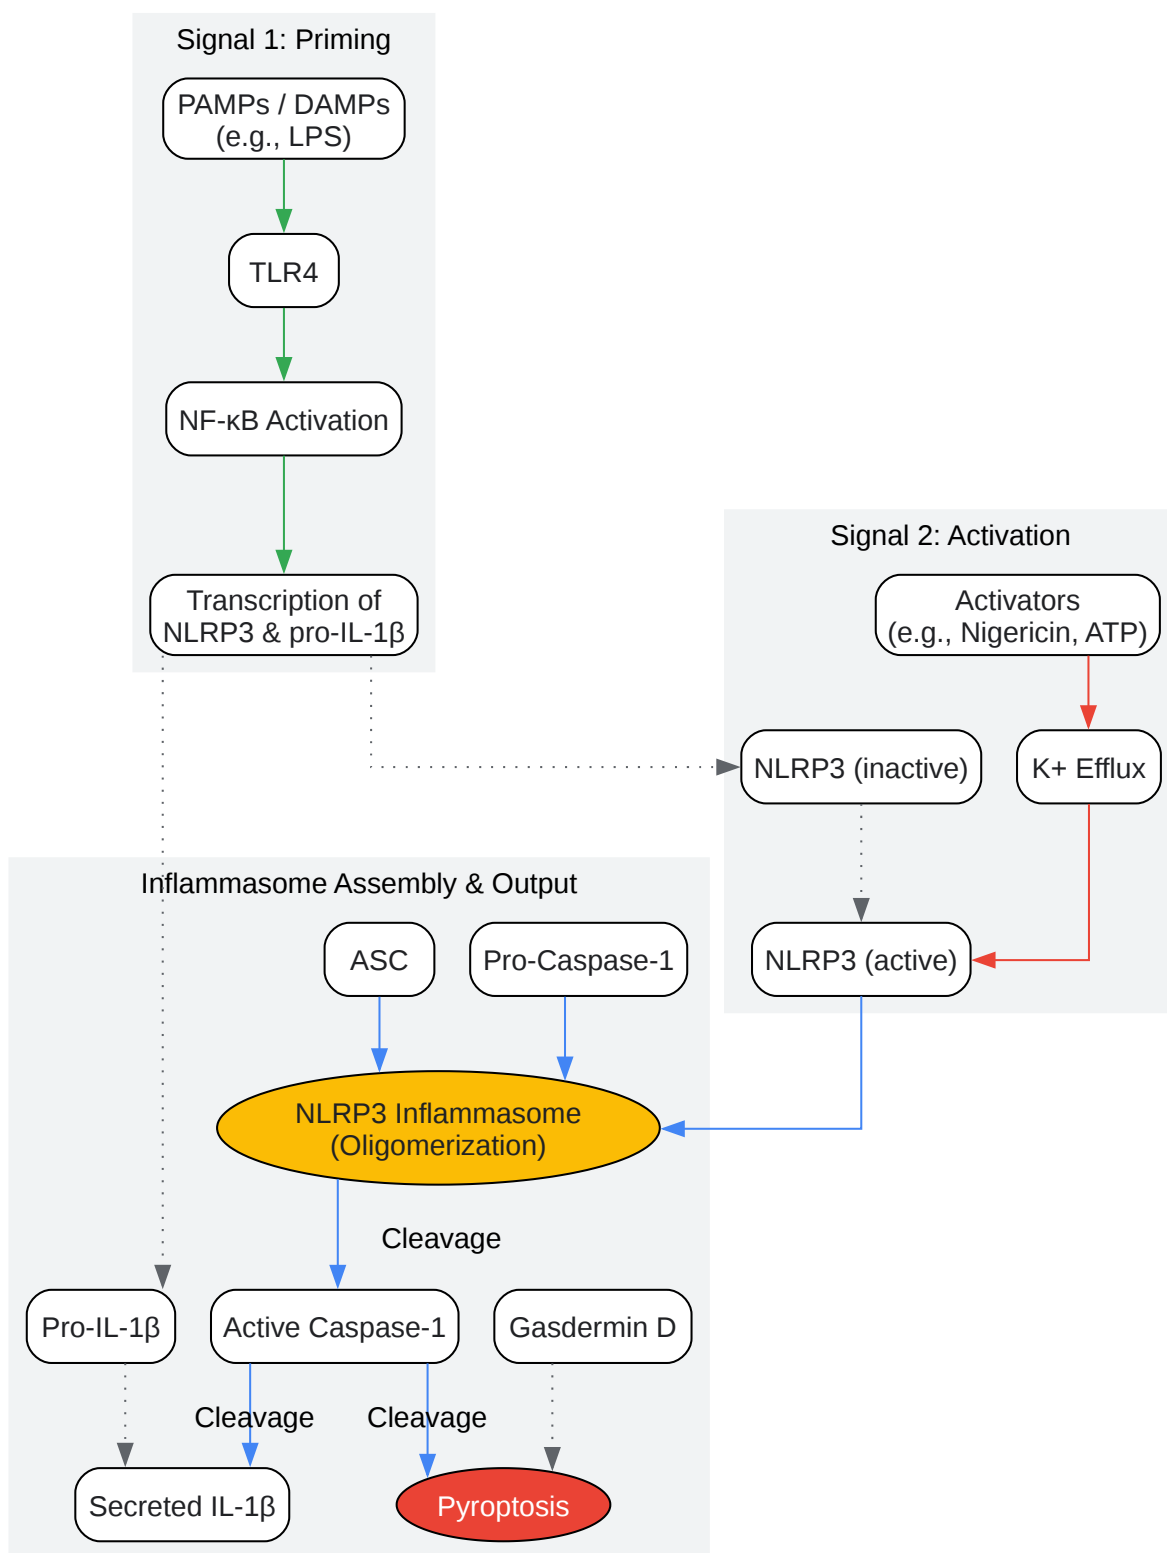 Signal 1: Priming
PAMPs / DAMPs
(e.g., LPS)
TLR4
NF-κB Activation
Transcription of
NLRP3 & pro-IL-1β
Signal 2: Activation
Activators
(e.g., Nigericin, ATP)
NLRP3 (inactive)
K+ Efflux
NLRP3 (active)
Inflammasome Assembly & Output
ASC
Pro-Caspase-1
NLRP3 Inflammasome
(Oligomerization)
Cleavage
Pro-IL-1β
Active Caspase-1
Gasdermin D
Cleavage
Cleavage
Secreted IL-1β
Pyroptosis